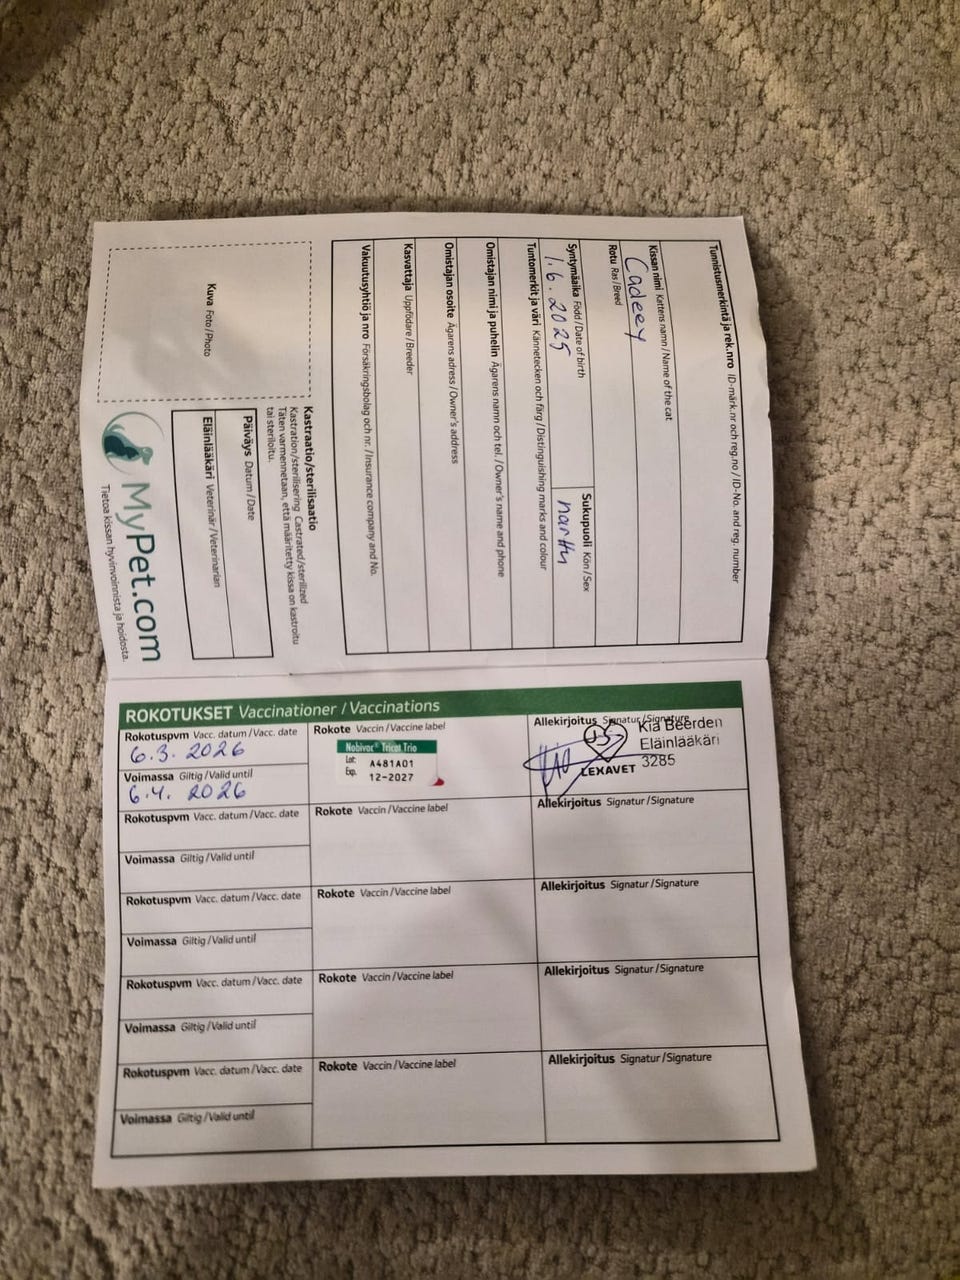 Tunnistusmerkintä ja rek.nro ID-märk.nr och reg.no / ID-No. and reg. number
Kissan nimi Kattens namn / Name of the cat
Cadeey
Rotu Ras / Breed
Syntymäaika Född / Date of birth
1.6.2025
Sukupuoli Kön / Sex
narttu
Tuntomerkit ja väri Kännetecken och färg / Distinguishing marks and colour
Omistajan nimi ja puhelin Ägarens namn och tel. / Owner's name and phone
Omistajan osoite Ägarens adress / Owner's address
Kasvattaja Uppfödare / Breeder
Vakuutusyhtiö ja nro Försäkringsbolag och nr. / Insurance company and No.
Kuva Foto / Photo
Kastraatio/sterilisaatio
Kastration/sterilisering Castrated/sterilized
Täten varmennetaan, että määritetty kissa on kastroitu
tai steriloitu.
Päiväys Datum / Date
Eläinlääkäri Veterinär / Veterinarian
MyPet.com
Tietoa kissan hyvinvoinnista ja hoidosta.
ROKOTUKSET Vaccinationer / Vaccinations
Rokotuspvm Vacc. datum / Vacc. date
6.3. 2026
Voimassa Giltig / Valid until
6.4. 2026
Rokote Vaccin / Vaccine label
Nobivac® Tricat Trio
Lot: A481A01
Exp. 12-2027
Allekirjoitus Signatur / Signature
Kia Beerden
Eläinlääkäri
3285
LEXAVET
Rokotuspvm Vacc. datum / Vacc. date
Voimassa Giltig / Valid until
Rokote Vaccin / Vaccine label
Allekirjoitus Signatur / Signature
Rokotuspvm Vacc. datum / Vacc. date
Voimassa Giltig / Valid until
Rokote Vaccin / Vaccine label
Allekirjoitus Signatur / Signature
Rokotuspvm Vacc. datum / Vacc. date
Voimassa Giltig / Valid until
Rokote Vaccin / Vaccine label
Allekirjoitus Signatur / Signature
Rokotuspvm Vacc. datum / Vacc. date
Voimassa Giltig / Valid until
Rokote Vaccin / Vaccine label
Allekirjoitus Signatur / Signature